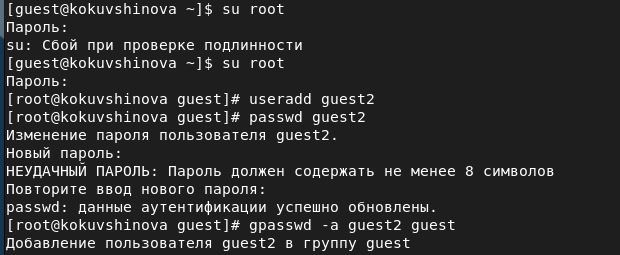 [guest@kokuvshinova ~]$ su root
Пароль:
su: Сбой при проверке подлинности
[guest@kokuvshinova ~]$ su root
Пароль:
[root@kokuvshinova guest]# useradd guest2
[root@kokuvshinova guest]# passwd guest2
Изменение пароля пользователя guest2.
Новый пароль:
НЕУДАЧНЫЙ ПАРОЛЬ: Пароль должен содержать не менее 8 символов
Повторите ввод нового пароля:
passwd: данные аутентификации успешно обновлены.
[root@kokuvshinova guest]# gpasswd -a guest2 guest
Добавление пользователя guest2 в группу guest